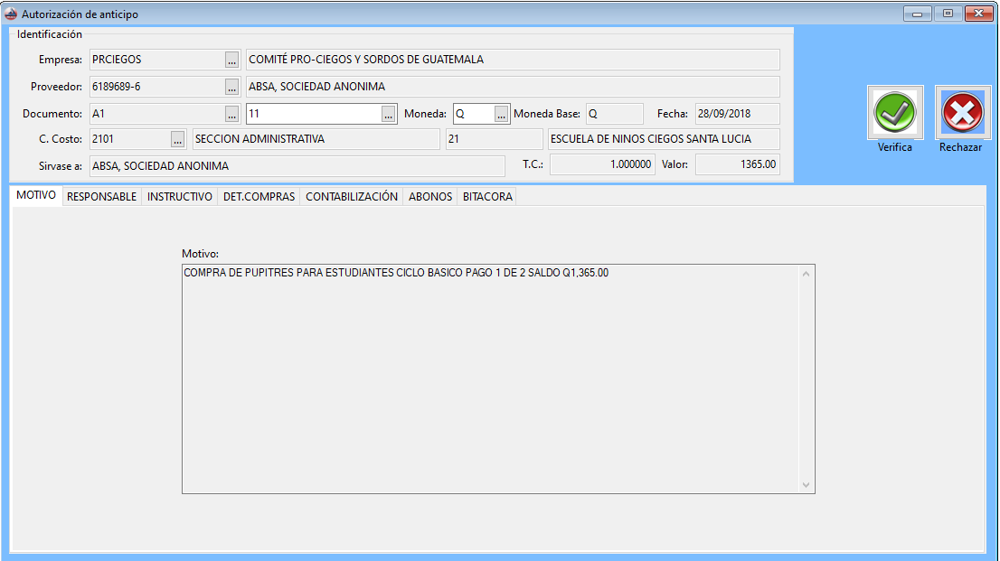 Autorización de anticipo
Identificación
Empresa: PRCIEGOS ... COMITÉ PRO-CIEGOS Y SORDOS DE GUATEMALA
Proveedor: 6189689-6 ... ABSA, SOCIEDAD ANONIMA
Documento: A1 ... 11 ... Moneda: Q ... Moneda Base: Q Fecha: 28/09/2018
C. Costo: 2101 ... SECCION ADMINISTRATIVA 21 ESCUELA DE NINOS CIEGOS SANTA LUCIA
Sirvase a: ABSA, SOCIEDAD ANONIMA T.C.: 1.000000 Valor: 1365.00
Verifica Rechazar
MOTIVO RESPONSABLE INSTRUCTIVO DET.COMPRAS CONTABILIZACIÓN ABONOS BITACORA
Motivo:
COMPRA DE PUPITRES PARA ESTUDIANTES CICLO BASICO PAGO 1 DE 2 SALDO Q1,365.00